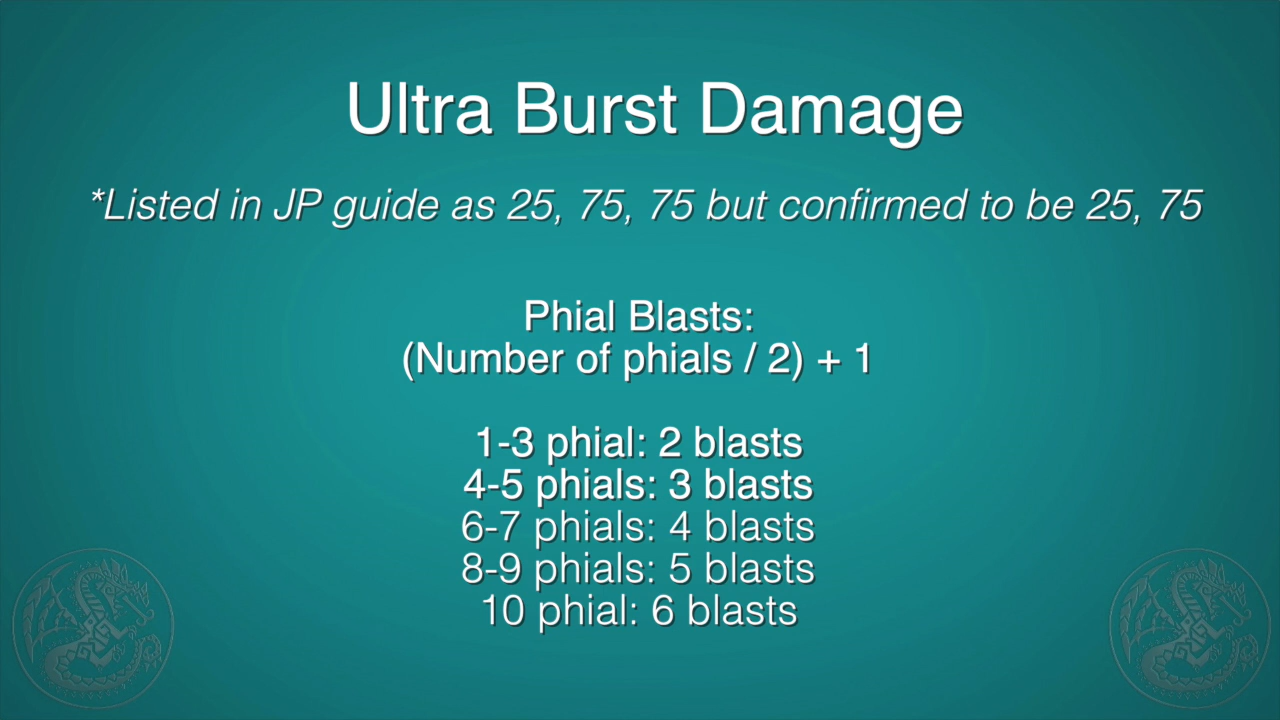 Ultra Burst Damage
*Listed in JP guide as 25, 75, 75 but confirmed to be 25, 75
Phial Blasts:
(Number of phials / 2) + 1
1-3 phial: 2 blasts
4-5 phials: 3 blasts
6-7 phials: 4 blasts
8-9 phials: 5 blasts
10 phial: 6 blasts